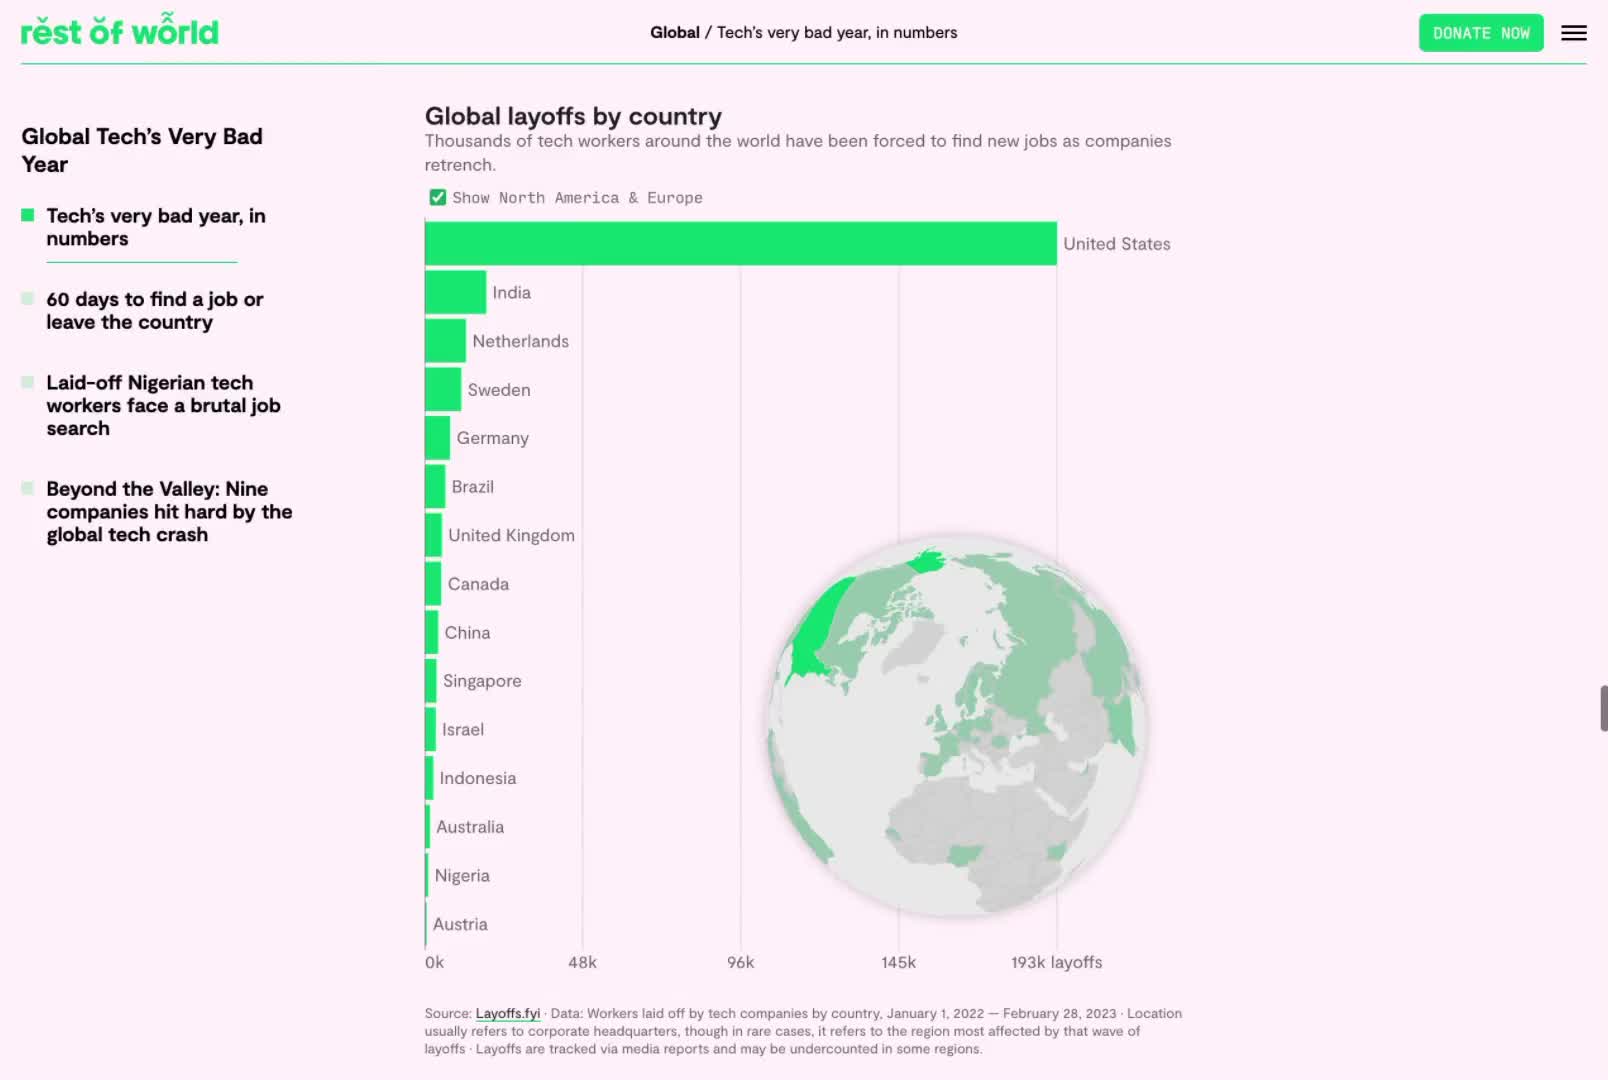 rĕst ŏf wõrld
Global / Tech's very bad year, in numbers
DONATE NOW
Global Tech's Very Bad
Year
Tech's very bad year, in
numbers
60 days to find a job or
leave the country
Laid-off Nigerian tech
workers face a brutal job
search
Beyond the Valley: Nine
companies hit hard by the
global tech crash
Global layoffs by country
Thousands of tech workers around the world have been forced to find new jobs as companies
retrench.
Show North America & Europe
United States
India
Netherlands
Sweden
Germany
Brazil
United Kingdom
Canada
China
Singapore
Israel
Indonesia
Australia
Nigeria
Austria
0k 48k 96k 145k 193k layoffs
Source: Layoffs.fyi · Data: Workers laid off by tech companies by country, January 1, 2022 — February 28, 2023 · Location
usually refers to corporate headquarters, though in rare cases, it refers to the region most affected by that wave of
layoffs · Layoffs are tracked via media reports and may be undercounted in some regions.